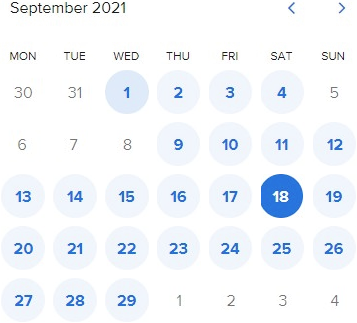 September 2021
MON TUE WED THU FRI SAT SUN
30 31 1 2 3 4 5
6 7 8 9 10 11 12
13 14 15 16 17 18 19
20 21 22 23 24 25 26
27 28 29 1 2 3 4